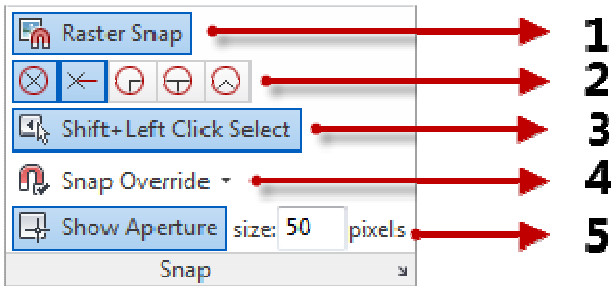 Raster Snap 1
2
Shift+Left Click Select 3
Snap Override 4
Show Aperture size: 50 pixels 5
Snap